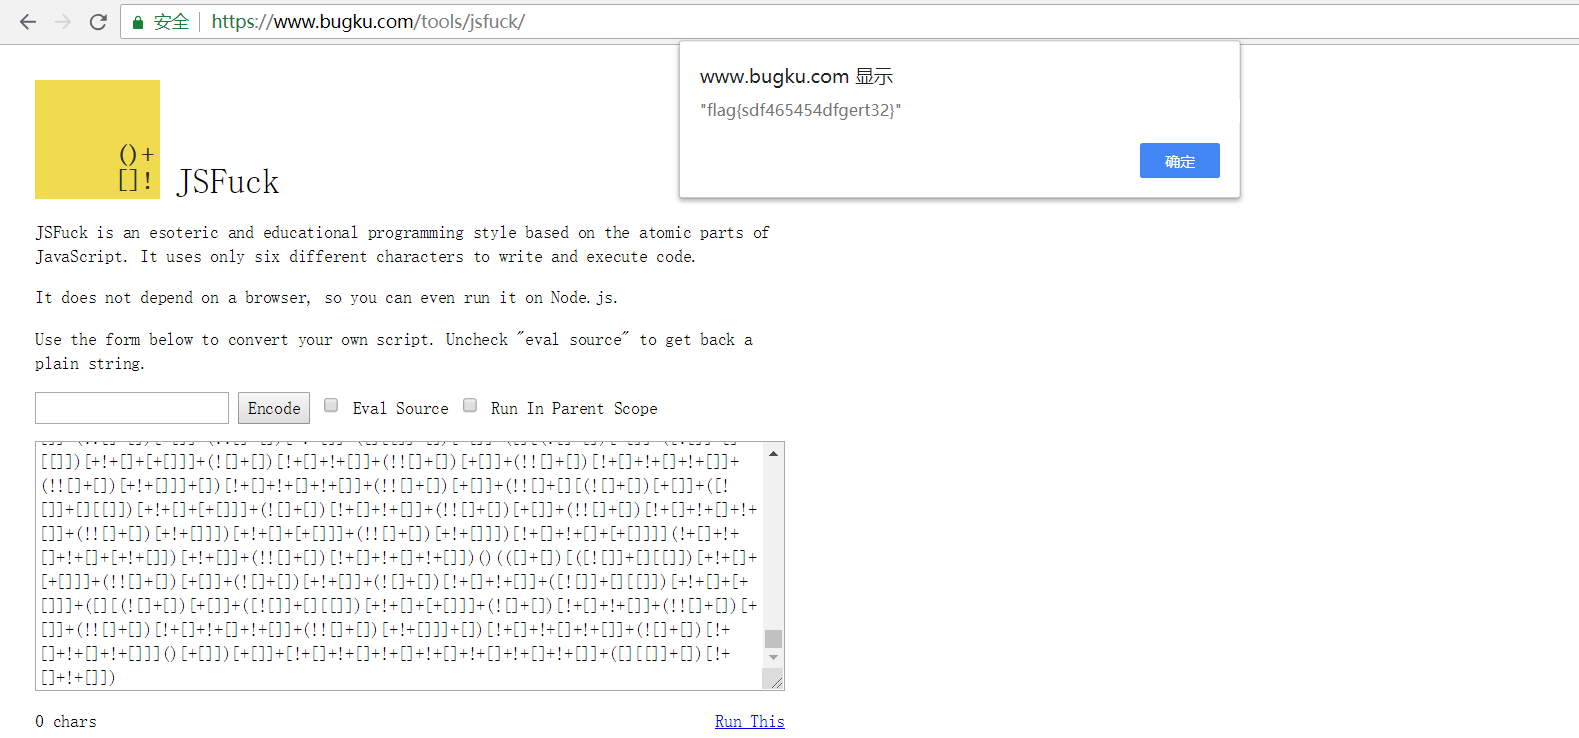 安全 https://www.bugku.com/tools/jsfuck/
www.bugku.com 显示
"flag{sdf465454dfgert32}"
确定
()+
[]!
JSFuck
JSFuck is an esoteric and educational programming style based on the atomic parts of
JavaScript. It uses only six different characters to write and execute code.
It does not depend on a browser, so you can even run it on Node.js.
Use the form below to convert your own script. Uncheck "eval source" to get back a
plain string.
Encode Eval Source Run In Parent Scope
[[]])[+!+[]+[+[]]]+(![]+[])[!+[]+!+[]]+(!![]+[])[+[]]+(!![]+[])[!+[]+!+[]+!+[]]+
(!![]+[])[+!+[]]]+[])[!+[]+!+[]+!+[]]+(!![]+[])[+[]]+(!![]+[][(![]+[])[+[]]+([!
[]]+[][[]])[+!+[]+[+[]]]+(![]+[])[!+[]+!+[]]+(!![]+[])[+[]]+(!![]+[])[!+[]+!+[]+!+
[]]+(!![]+[])[+!+[]]])[+!+[]+[+[]]]+(!![]+[])[+!+[]]])[!+[]+!+[]+[+[]]]](!+[]+!+
[]+!+[]+[+!+[]])[+!+[]]+(!![]+[])[!+[]+!+[]+!+[]])()(([]+[])[([![]]+[][[]])[+!+[]+
[+[]]]+(!![]+[])[+[]]+(![]+[])[+!+[]]+(![]+[])[!+[]+!+[]]+([![]]+[][[]])[+!+[]+[+
[]]]+([][(![]+[])[+[]]+([![]]+[][[]])[+!+[]+[+[]]]+(![]+[])[!+[]+!+[]]+(!![]+[])[+
[]]+(!![]+[])[!+[]+!+[]+!+[]]+(!![]+[])[+!+[]]]+[])[!+[]+!+[]+!+[]]+(![]+[])[!+
[]+!+[]+!+[]]]()[+[]])[+[]]+[!+[]+!+[]+!+[]+!+[]+!+[]+!+[]+!+[]]+([][[]]+[])[!+
[]+!+[]])
0 chars Run This